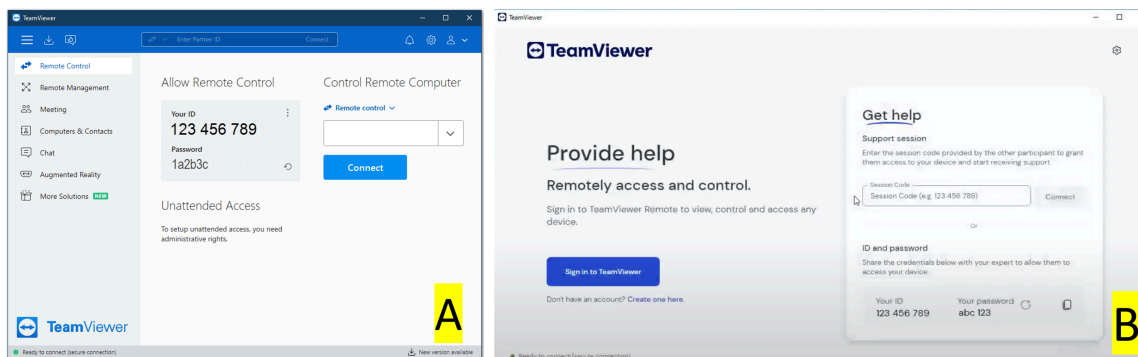 TeamViewer
Enter Partner ID
Connect
Remote Control
Remote Management
Meeting
Computers & Contacts
Chat
Augmented Reality
More Solutions NEW
Allow Remote Control
Your ID
123 456 789
Password
1a2b3c
Unattended Access
To setup unattended access, you need
administrative rights.
Control Remote Computer
Remote control
Connect
TeamViewer
Ready to connect (secure connection)
New version available
A
TeamViewer
TeamViewer
Provide help
Remotely access and control.
Sign in to TeamViewer Remote to view, control and access any
device.
Sign in to TeamViewer
Don't have an account? Create one here.
Get help
Support session
Enter the session code provided by the other participant to grant
them access to your device and start receiving support.
Session Code
Session Code (e.g. 123 456 789)
Connect
Or
ID and password
Share the credentials below with your expert to allow them to
access your device.
Your ID
123 456 789
Your password
abc 123
Ready to connect (secure connection)
B